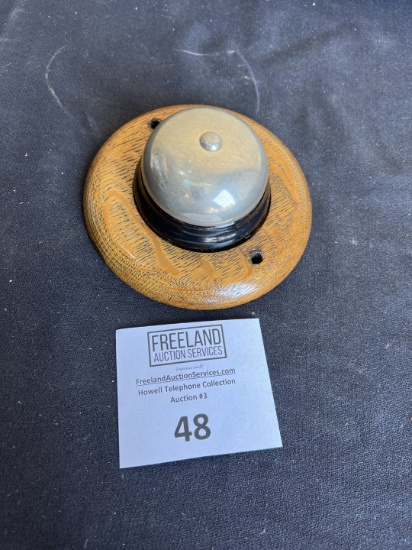 FREELAND
AUCTION SERVICES
FreelandAuctionServices.com
Howell Telephone Collection
Auction #3
48